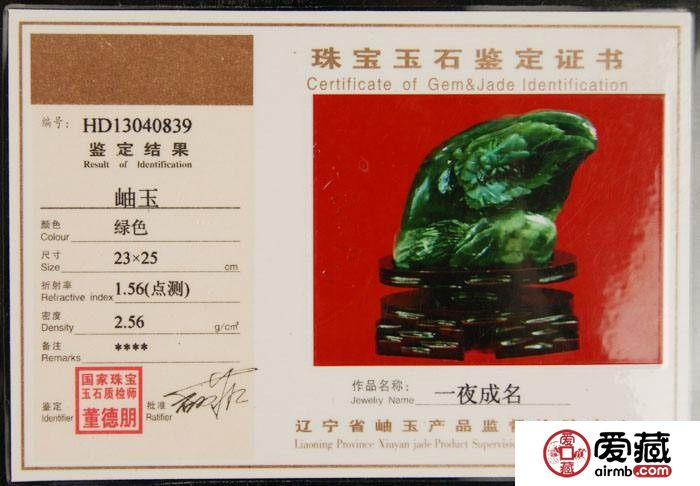 编号: HD13040839
鉴定结果
Result of Identification
岫玉
颜色 绿色
Colour
尺寸 23×25 cm
Size
折射率 1.56(点测)
Refractive index
密度 2.56 g/cm³
Density
备注 ****
Remarks
国家珠宝
玉石质检师
董德朋
鉴定
Identifier
批准
Ratifier
珠宝玉石鉴定证书
Certificate of Gem&Jade Identification
作品名称: 一夜成名
Jewelry Name
辽宁省岫玉产品监督
Liaoning Province Xiuyan jade Product Supervision
爱藏
airmb.com